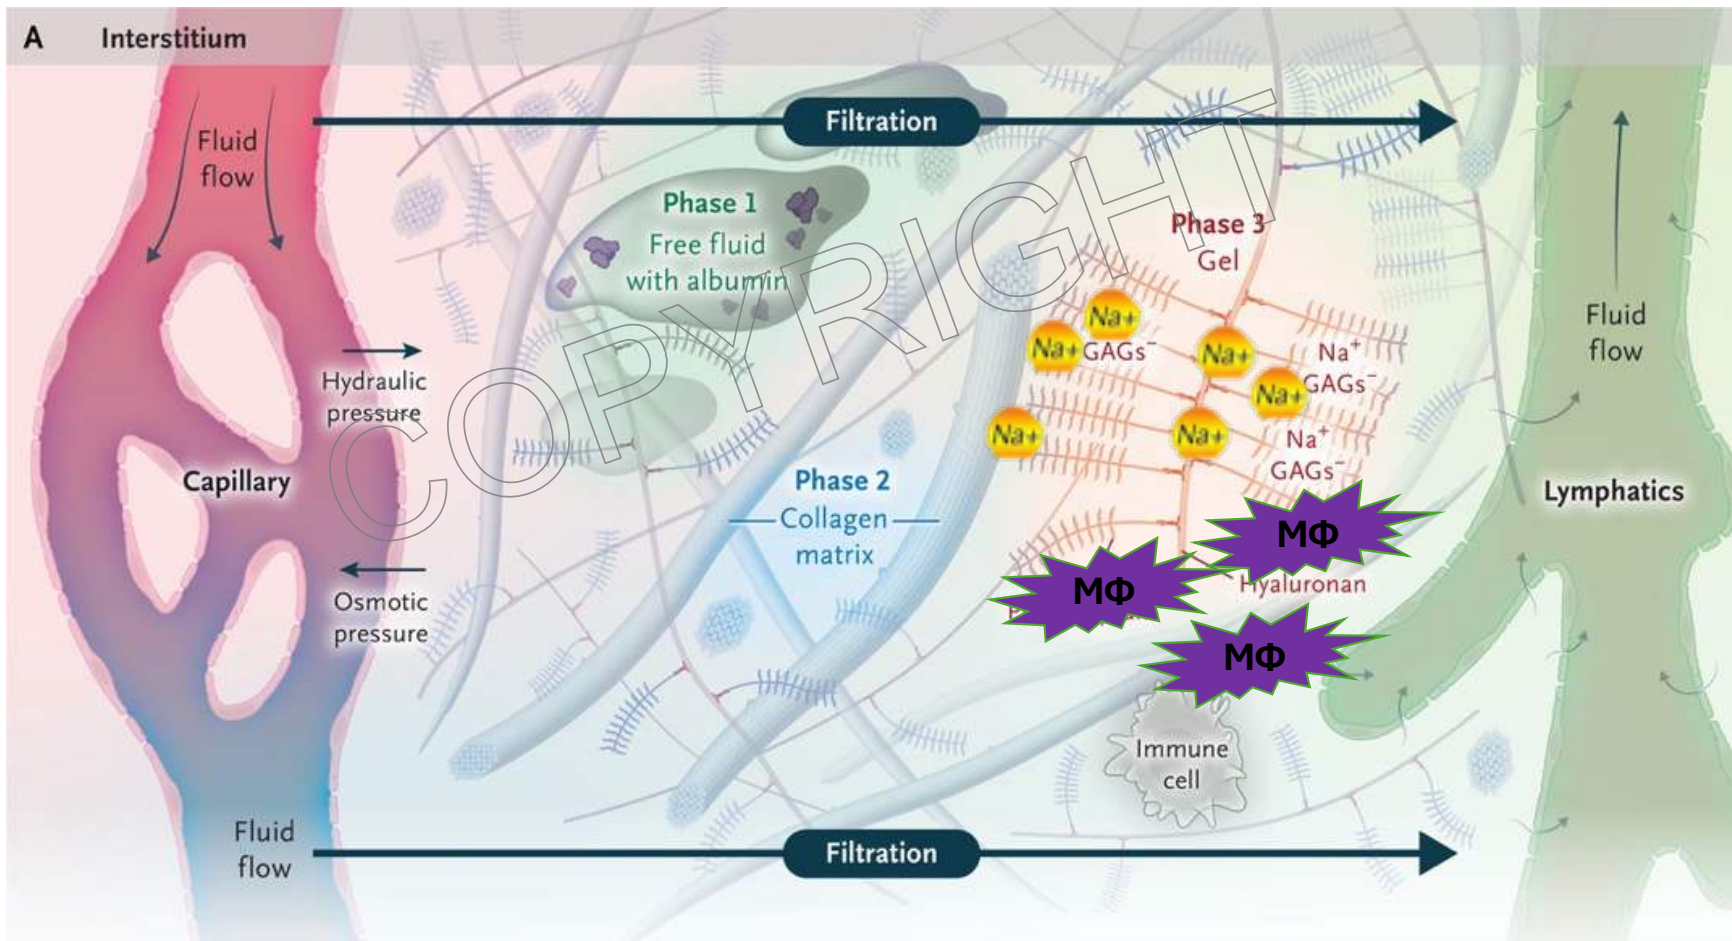 A Interstitium
Filtration
Fluid
flow
Phase 1
Free fluid
with albumin
Phase 3
Gel
Na+
Na+
GAGs⁻
Na+
Na+
Na⁺
GAGs⁻
Na+
Na+
Na⁺
GAGs⁻
Hydraulic
pressure
Capillary
Phase 2
Collagen
matrix
Osmotic
pressure
Fluid
flow
Lymphatics
MΦ
MΦ
Hyaluronan
MΦ
Immune
cell
Fluid
flow
Filtration
COPYRIGHT